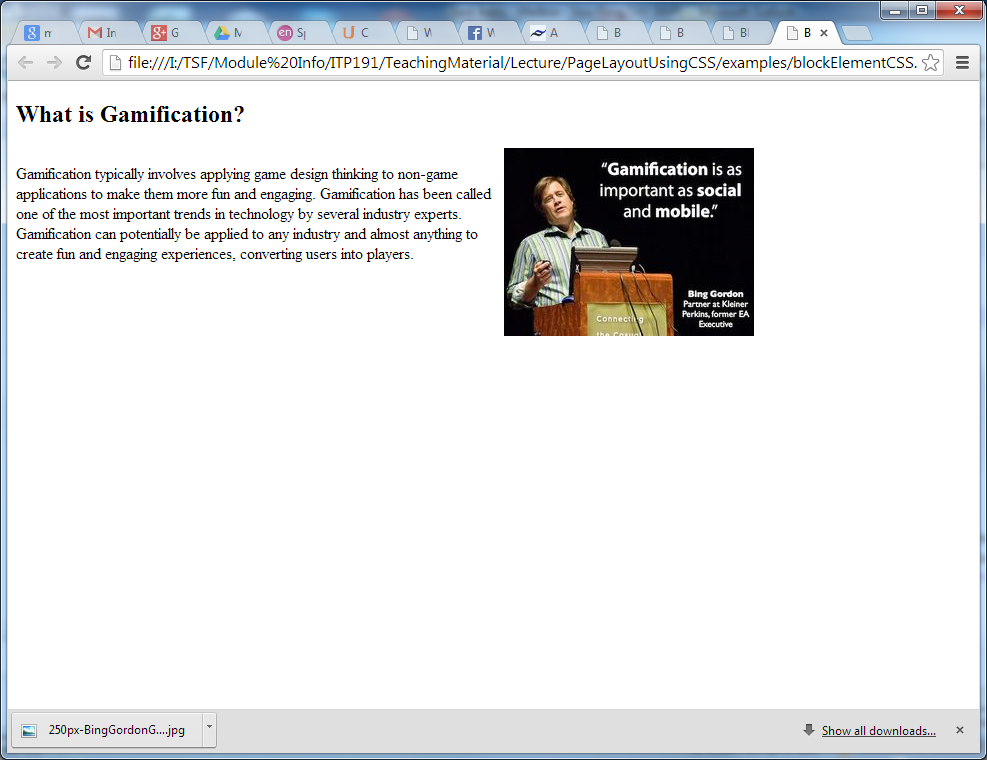 n
In
G
M
Sp
C
W
W
A
B
B
Bl
B
file:///I:/TSF/Module%20Info/ITP191/TeachingMaterial/Lecture/PageLayoutUsingCSS/examples/blockElementCSS.
What is Gamification?
Gamification typically involves applying game design thinking to non-game
applications to make them more fun and engaging. Gamification has been called
one of the most important trends in technology by several industry experts.
Gamification can potentially be applied to any industry and almost anything to
create fun and engaging experiences, converting users into players.
“Gamification is as
important as social
and mobile.”
Bing Gordon
Partner at Kleiner
Perkins, former EA
Executive
Connecting
the Casual
250px-BingGordonG....jpg
Show all downloads...